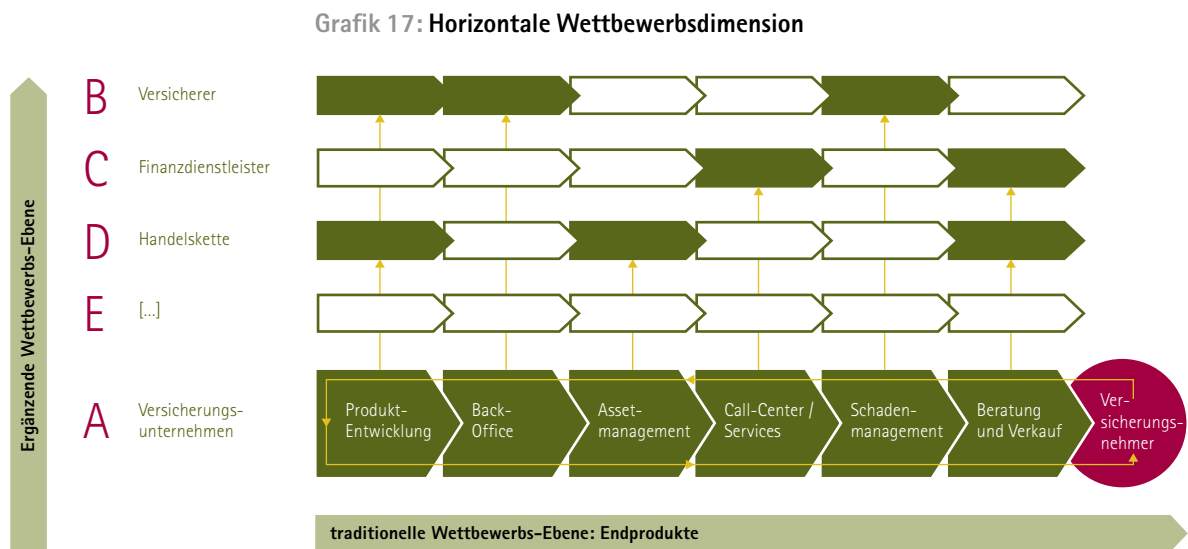 Grafik 17: Horizontale Wettbewerbsdimension
Ergänzende Wettbewerbs-Ebene
B Versicherer
C Finanzdienstleister
D Handelskette
E [...]
A Versicherungs-
unternehmen
Produkt-
Entwicklung
Back-
Office
Asset-
management
Call-Center /
Services
Schaden-
management
Beratung
und Verkauf
Ver-
sicherungs-
nehmer
traditionelle Wettbewerbs-Ebene: Endprodukte